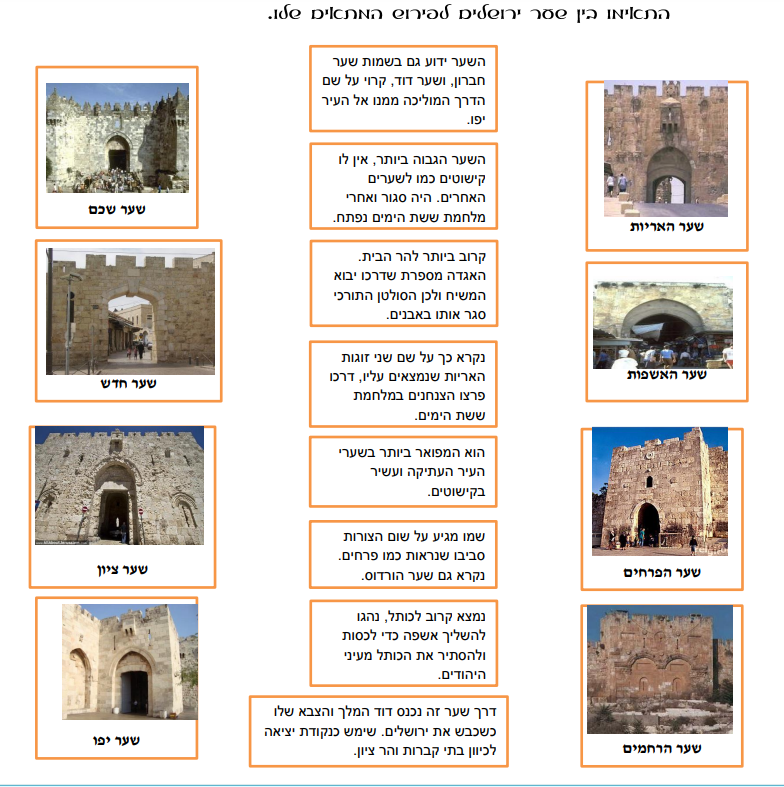 התאימו בין שער ירושלים לפירוש המתאים שלו.
שער האריות
שער האשפות
שער הפרחים
שער הרחמים
השער ידוע גם בשמות שער
חברון, ושער דוד, קרוי על שם
הדרך המוליכה ממנו אל העיר
יפו.
השער הגבוה ביותר, אין לו
קישוטים כמו לשערים
האחרים. היה סגור ואחרי
מלחמת ששת הימים נפתח.
קרוב ביותר להר הבית.
האגדה מספרת שדרכו יבוא
המשיח ולכן הסולטן התורכי
סגר אותו באבנים.
נקרא כך על שם שני זוגות
האריות שנמצאים עליו, דרכו
פרצו הצנחנים במלחמת
ששת הימים.
הוא המפואר ביותר בשערי
העיר העתיקה ועשיר
בקישוטים.
שמו מגיע על שום הצורות
סביבו שנראות כמו פרחים.
נקרא גם שער הורדוס.
נמצא קרוב לכותל, נהגו
להשליך אשפה כדי לכסות
ולהסתיר את הכותל מעיני
היהודים.
דרך שער זה נכנס דוד המלך והצבא שלו
כשכבש את ירושלים. שימש כנקודת יציאה
לכיוון בתי קברות והר ציון.
שער שכם
שער חדש
שער ציון
שער יפו